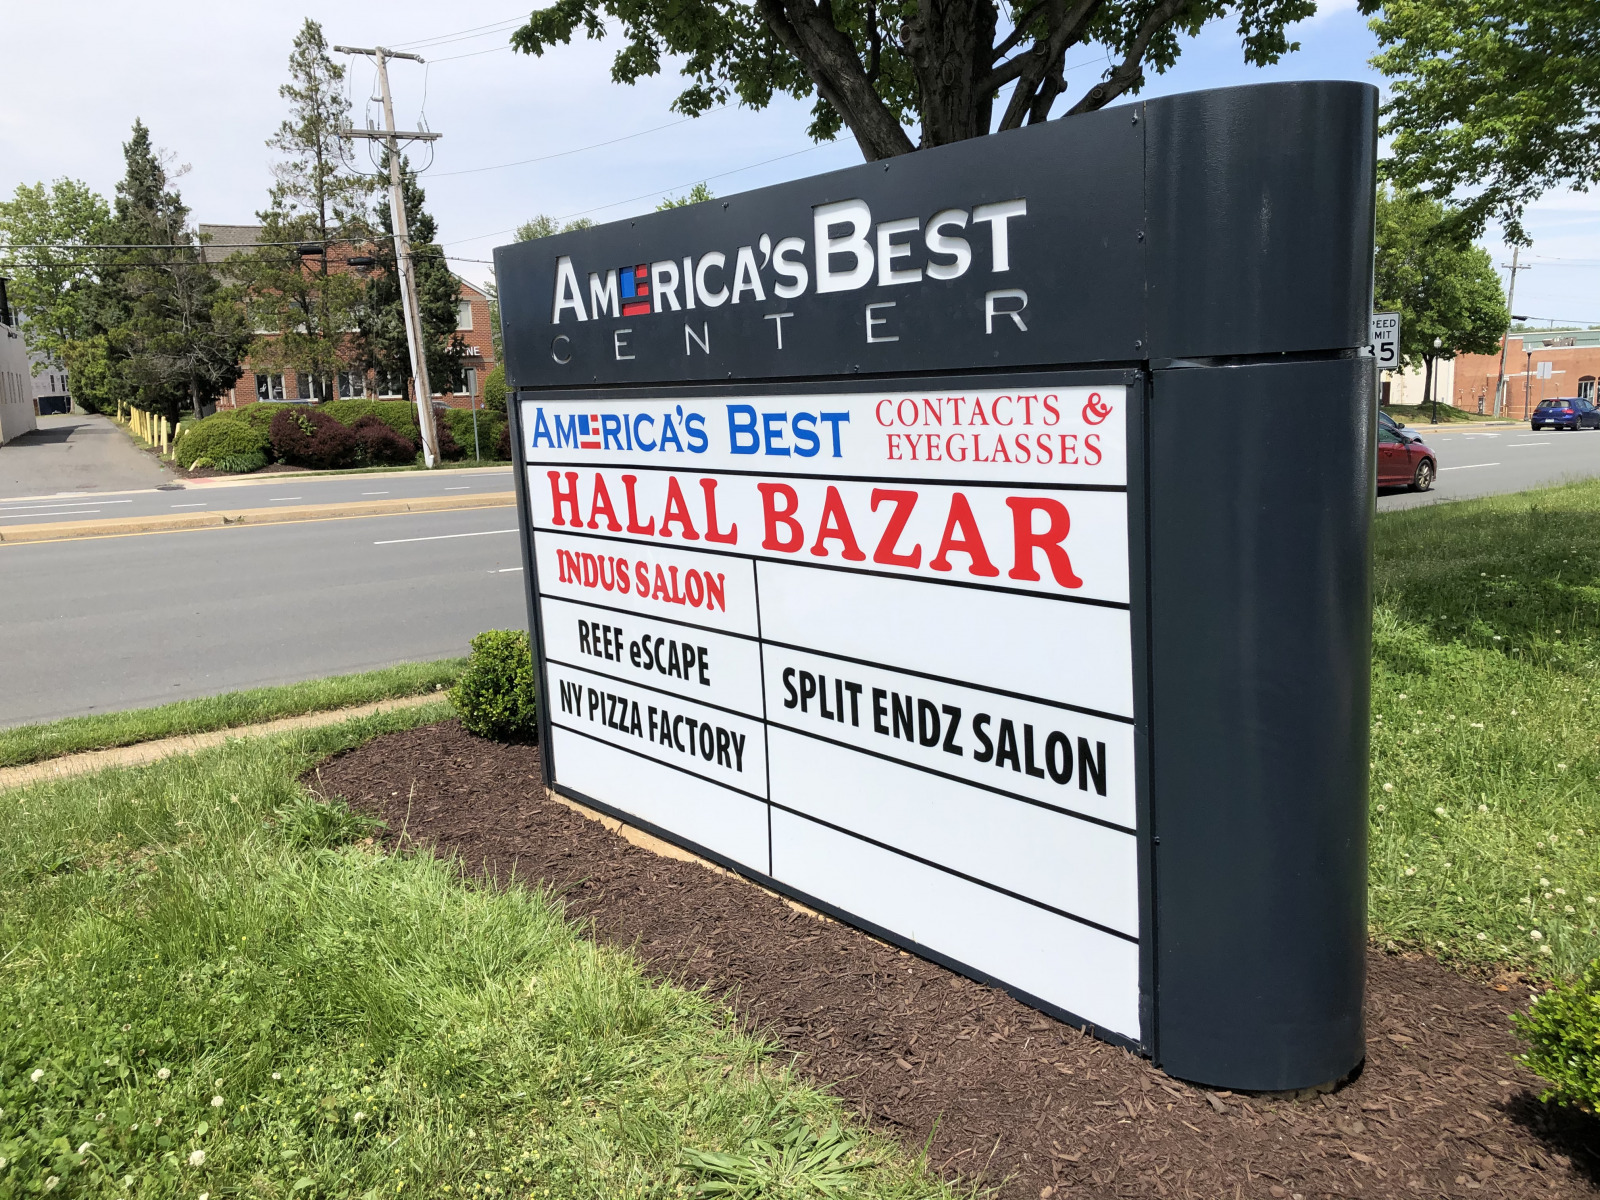 AMERICA'S BEST
CENTER
AMERICA'S BEST
CONTACTS &
EYEGLASSES
HALAL BAZAR
INDUS SALON
REEF eSCAPE
NY PIZZA FACTORY
SPLIT ENDZ SALON